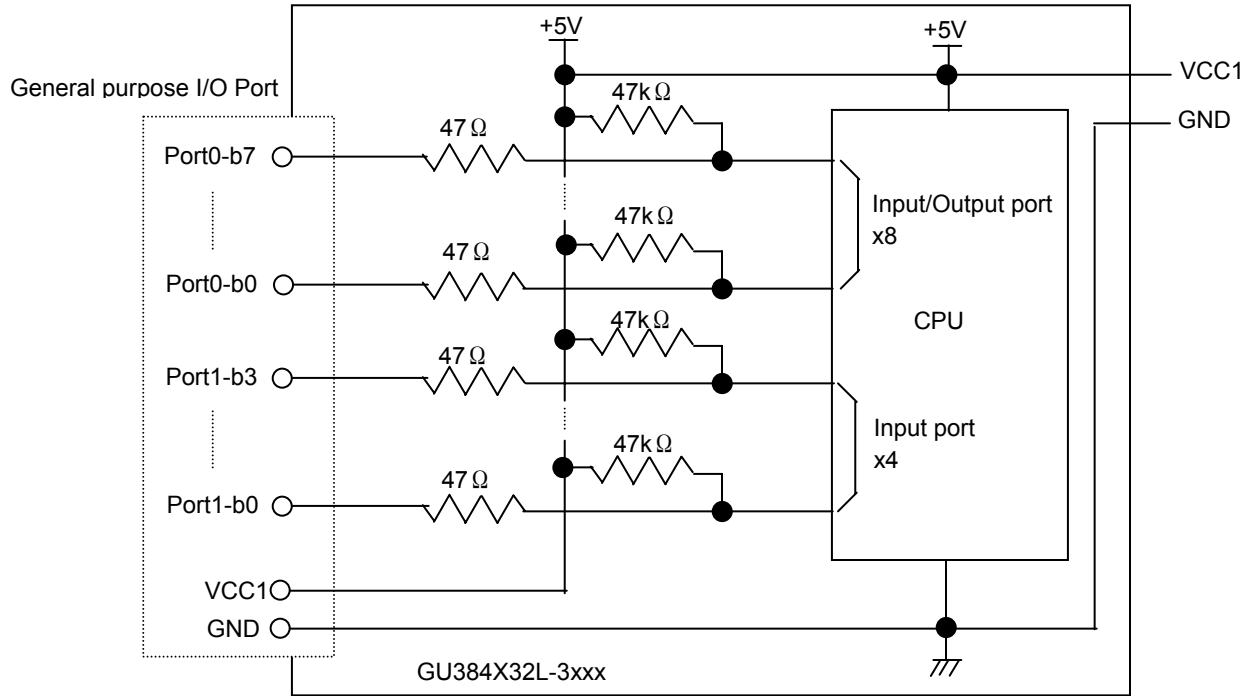 +5V
+5V
VCC1
General purpose I/O Port
47kΩ
GND
47Ω
Port0-b7
Input/Output port
x8
47kΩ
47Ω
Port0-b0
47kΩ
CPU
47Ω
Port1-b3
Input port
x4
47kΩ
47Ω
Port1-b0
VCC1
GND
GU384X32L-3xxx